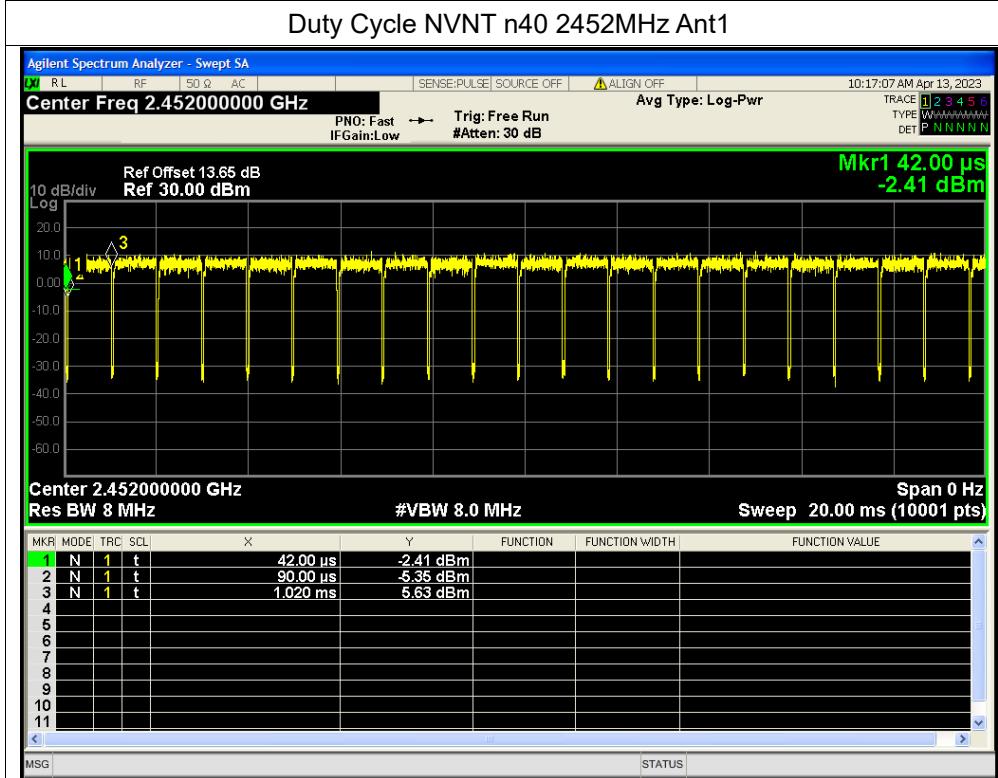 Duty Cycle NVNT n40 2452MHz Ant1
Agilent Spectrum Analyzer - Swept SA
LXI RL RF 50 Ω AC SENSE:PULSE SOURCE OFF ALIGN OFF 10:17:07 AM Apr 13, 2023
Center Freq 2.452000000 GHz Avg Type: Log-Pwr TRACE 1 2 3 4 5 6
PNO: Fast Trig: Free Run TYPE WWWWWW
IFGain:Low #Atten: 30 dB DET P N N N N N
Mkr1 42.00 µs
Ref Offset 13.65 dB
10 dB/div Ref 30.00 dBm -2.41 dBm
Log
20.0
3
10.0
1
2
0.00
-10.0
-20.0
-30.0
-40.0
-50.0
-60.0
Center 2.452000000 GHz Span 0 Hz
Res BW 8 MHz #VBW 8.0 MHz Sweep 20.00 ms (10001 pts)
MKR MODE TRC SCL X Y FUNCTION FUNCTION WIDTH FUNCTION VALUE
1 N 1 t 42.00 µs -2.41 dBm
2 N 1 t 90.00 µs -5.35 dBm
3 N 1 t 1.020 ms 5.63 dBm
4
5
6
7
8
9
10
11
MSG STATUS